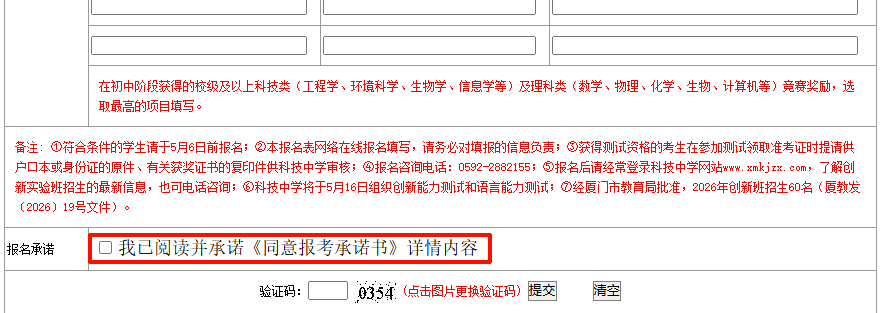 在初中阶段获得的校级及以上科技类（工程学、环境科学、生物学、信息学等）及理科类（数学、物理、化学、生物、计算机等）竞赛奖励，选
取最高的项目填写。
备注：①符合条件的学生请于5月6日前报名；②本报名表网络在线报名填写，请务必对填报的信息负责；③获得测试资格的考生在参加测试领取准考证时提请供
户口本或身份证的原件、有关获奖证书的复印件供科技中学审核；④报名咨询电话：0592-2882155；⑤报名后请经常登录科技中学网站www.xmkjzx.com，了解创
新实验班招生的最新信息，也可电话咨询；⑥科技中学将于5月16日组织创新能力测试和语言能力测试；⑦经厦门市教育局批准，2026年创新班招生60名（厦教发
（2026）19号文件）。
报名承诺 我已阅读并承诺《同意报考承诺书》详情内容
验证码： 0354 （点击图片更换验证码） 提交 清空